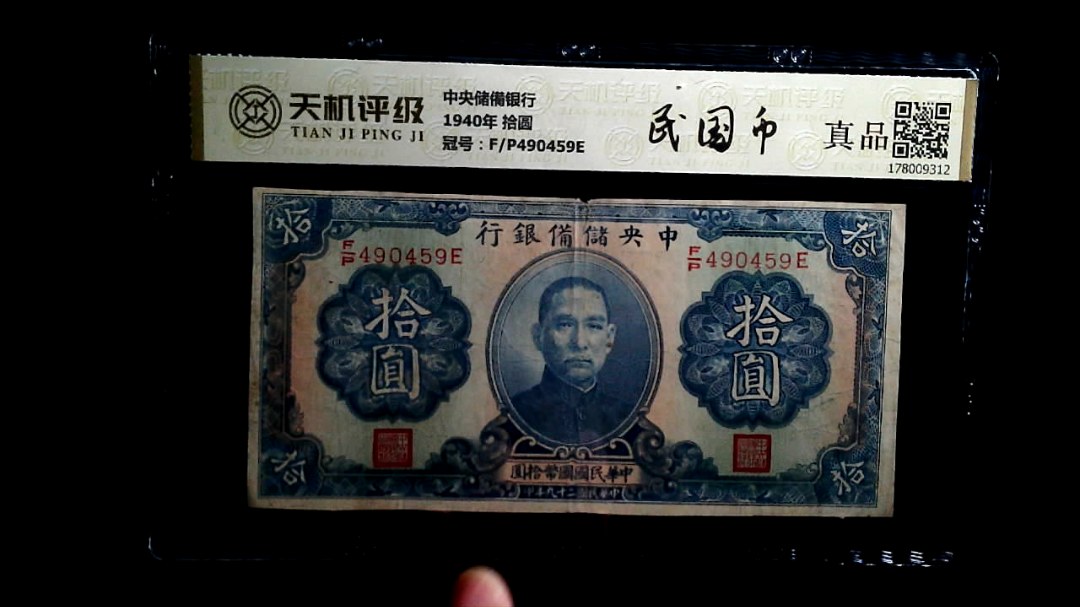 天机评级
TIAN JI PING JI
中央储備银行
1940年 拾圆
冠号：F/P490459E
民国币
真品
178009312
行銀備儲央中
拾
拾
F/P490459E
F/P490459E
拾圓
拾圓
圓拾幣國國民華中
拾
拾